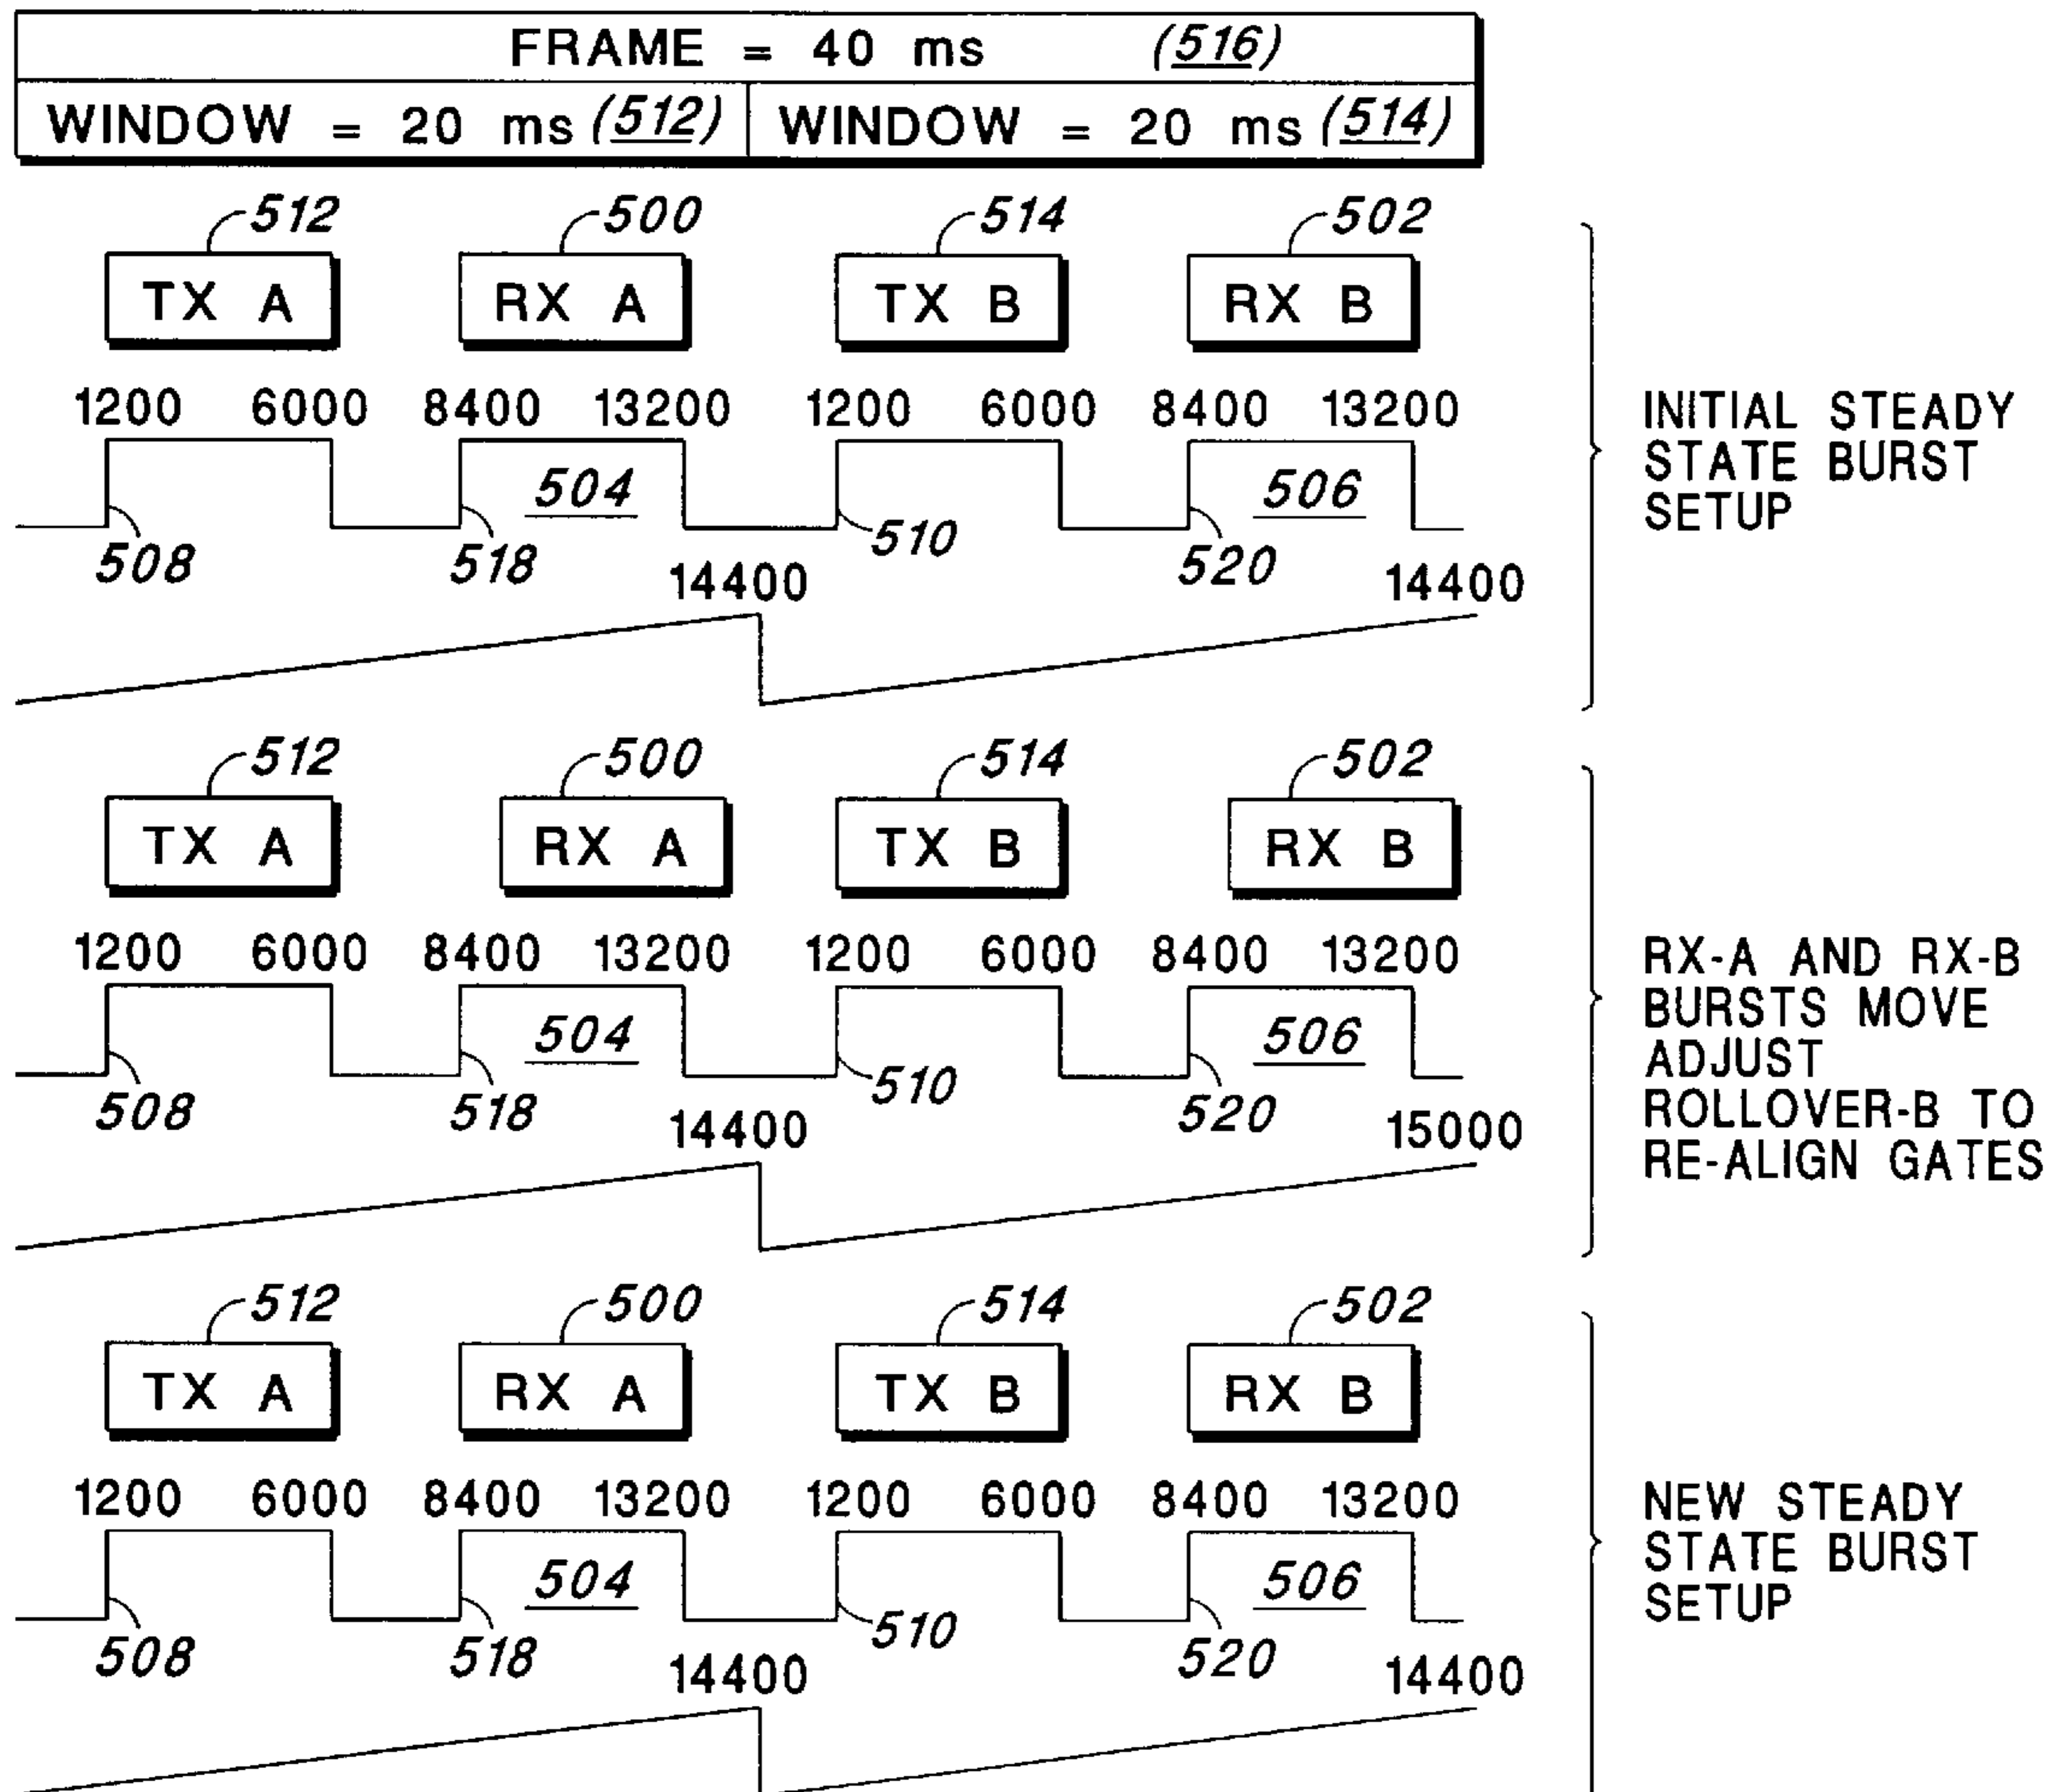 FRAME = 40 ms (516)
WINDOW = 20 ms (512) WINDOW = 20 ms (514)
512 500 514 502
TX A RX A TX B RX B
1200 6000 8400 13200 1200 6000 8400 13200
504 506
508 518 510 520
14400 14400
INITIAL STEADY
STATE BURST
SETUP
512 500 514 502
TX A RX A TX B RX B
1200 6000 8400 13200 1200 6000 8400 13200
504 506
508 518 510 520
14400 15000
RX-A AND RX-B
BURSTS MOVE
ADJUST
ROLLOVER-B TO
RE-ALIGN GATES
512 500 514 502
TX A RX A TX B RX B
1200 6000 8400 13200 1200 6000 8400 13200
504 506
508 518 510 520
14400 14400
NEW STEADY
STATE BURST
SETUP